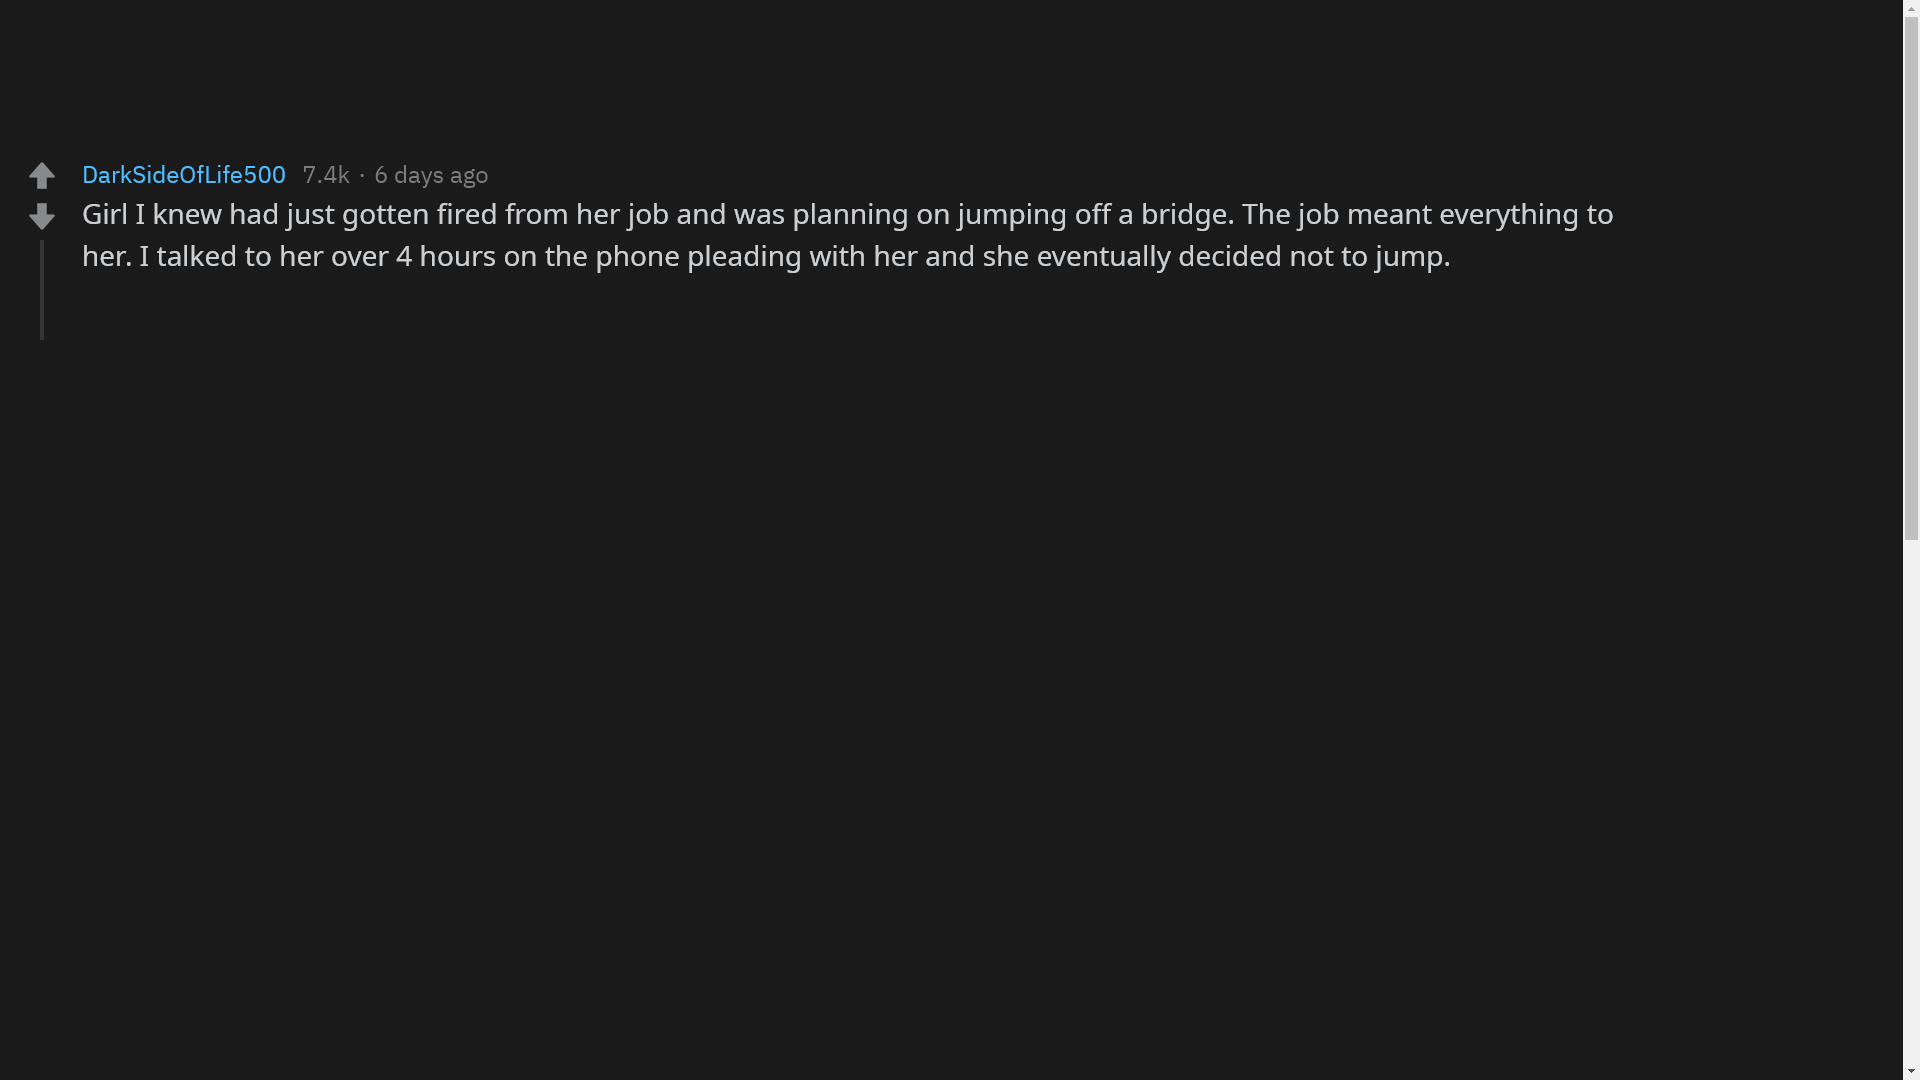 DarkSideOfLife500 7.4k · 6 days ago
Girl I knew had just gotten fired from her job and was planning on jumping off a bridge. The job meant everything to
her. I talked to her over 4 hours on the phone pleading with her and she eventually decided not to jump.